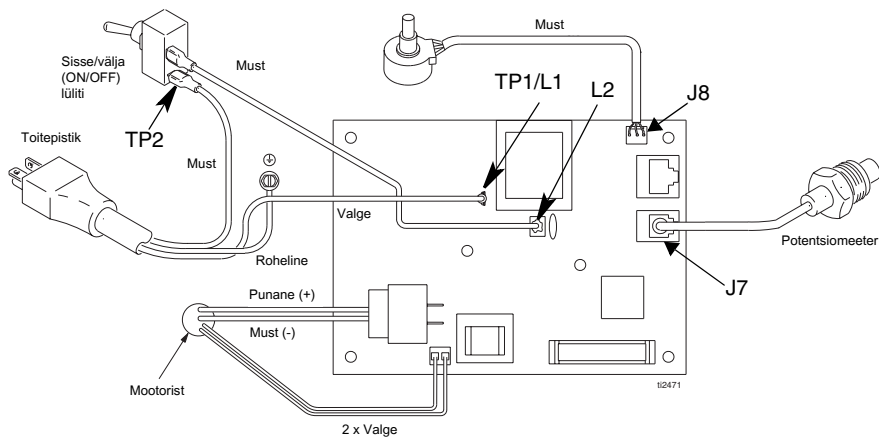 Must
Sisse/välja
(ON/OFF)
lüliti
Must
TP1/L1
L2
J8
TP2
Toitepistik
Must
Valge
Potentsiomeeter
Roheline
J7
Punane (+)
Must (-)
Mootorist
ti2471
2 x Valge